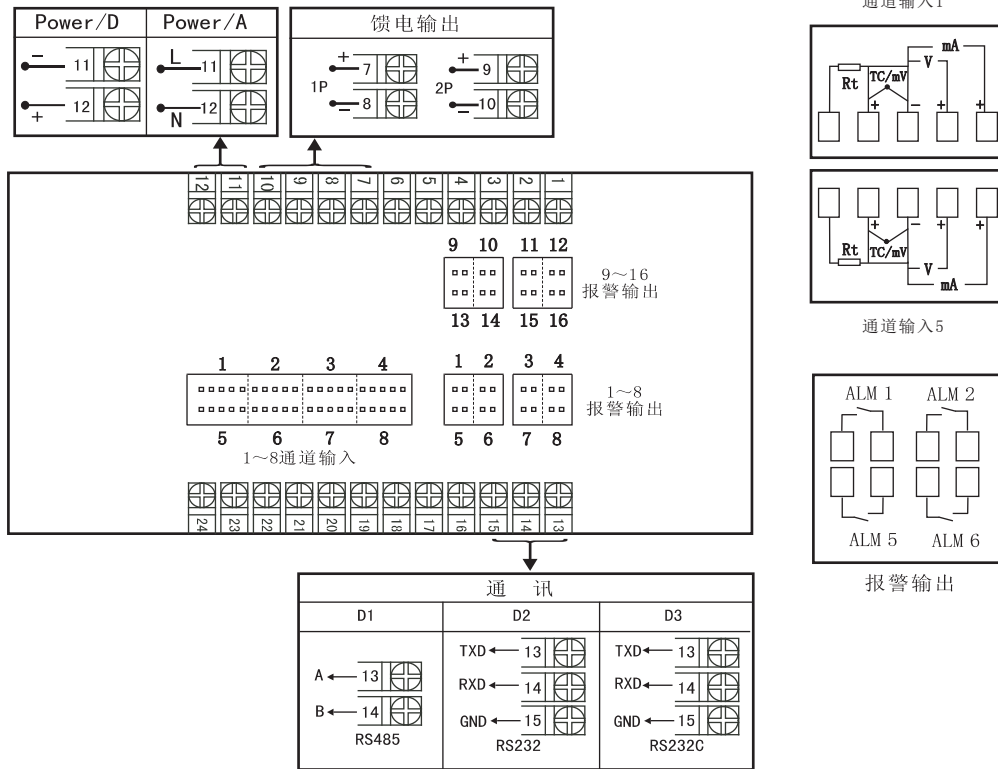 Power/D Power/A
− 11 L 11
+ 12 N 12
馈电输出
1P + 7 − 8
2P + 9 − 10
12 11 10 9 8 7 6 5 4 3 2 1
9 10 11 12
13 14 15 16
9～16
报警输出
1 2 3 4
5 6 7 8
1～8通道输入
1 2 3 4
5 6 7 8
1～8
报警输出
24 23 22 21 20 19 18 17 16 15 14 13
通 讯
D1 D2 D3
A 13
B 14
RS485
TXD 13
RXD 14
GND 15
RS232
TXD 13
RXD 14
GND 15
RS232C
通道输入1
mA
V
Rt TC/mV
+ − + +
+ − + +
Rt TC/mV
V
mA
通道输入5
ALM 1 ALM 2
ALM 5 ALM 6
报警输出